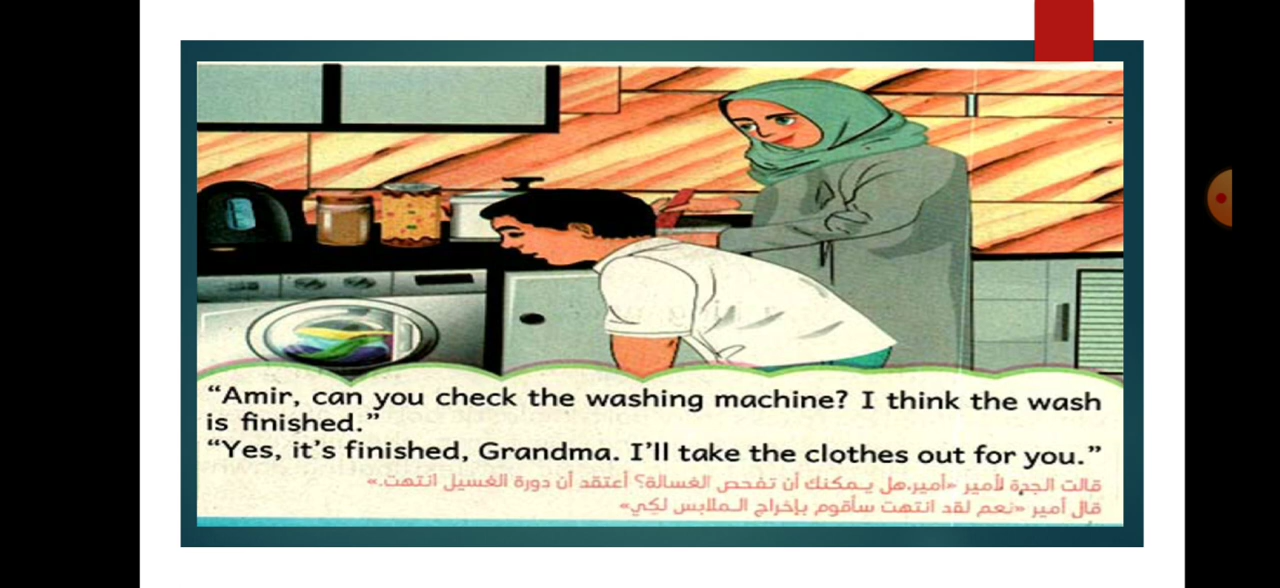 “Amir, can you check the washing machine? I think the wash
is finished.”
“Yes, it’s finished, Grandma. I’ll take the clothes out for you.”
قالت الجدة لأمير «أمير،هل يمكنك أن تفحص الغسالة؟ أعتقد أن دورة الغسيل انتهت.»
قال أمير «نعم لقد انتهت سأقوم بإخراج الملابس لكِي»